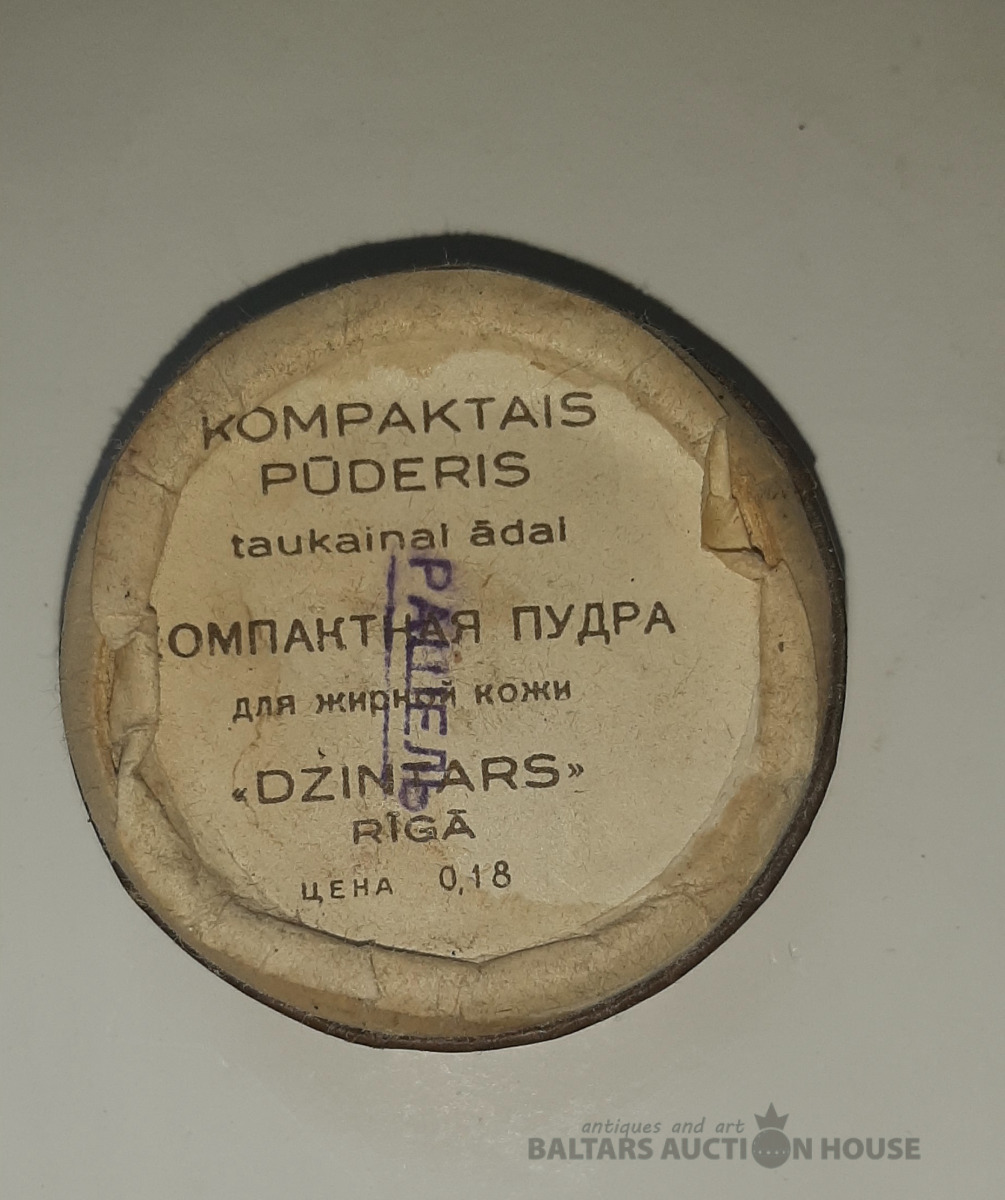 KOMPAKTAIS
PŪDERIS
taukainai ādai
КОМПАКТНАЯ ПУДРА
для жирной кожи
«DZINTARS»
RĪGĀ
ЦЕНА 0,18
РАШЕЛЬ
antiques and art
BALTARS AUCTION HOUSE